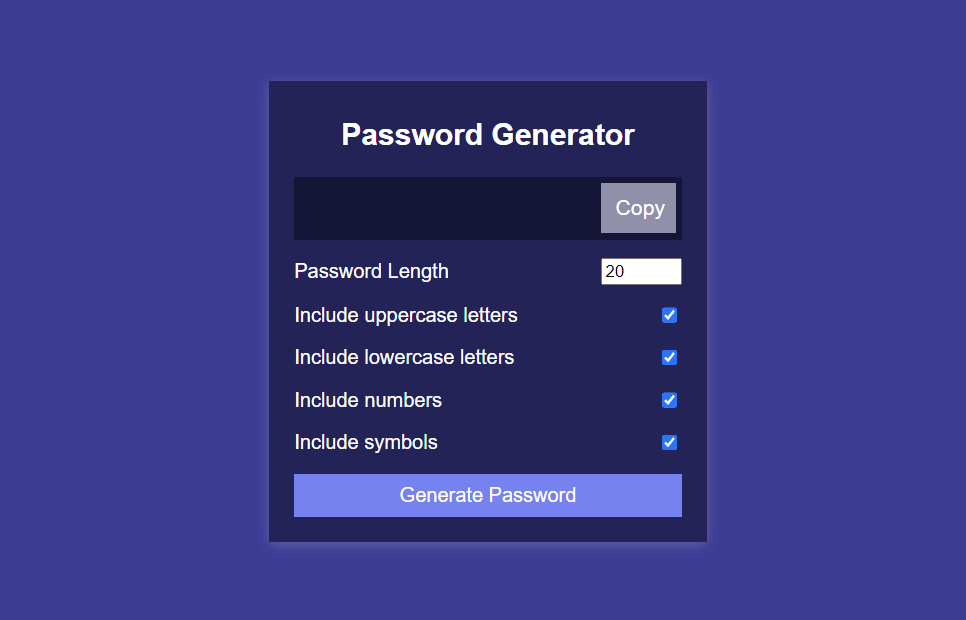 Password Generator
Copy
Password Length 20
Include uppercase letters
Include lowercase letters
Include numbers
Include symbols
Generate Password